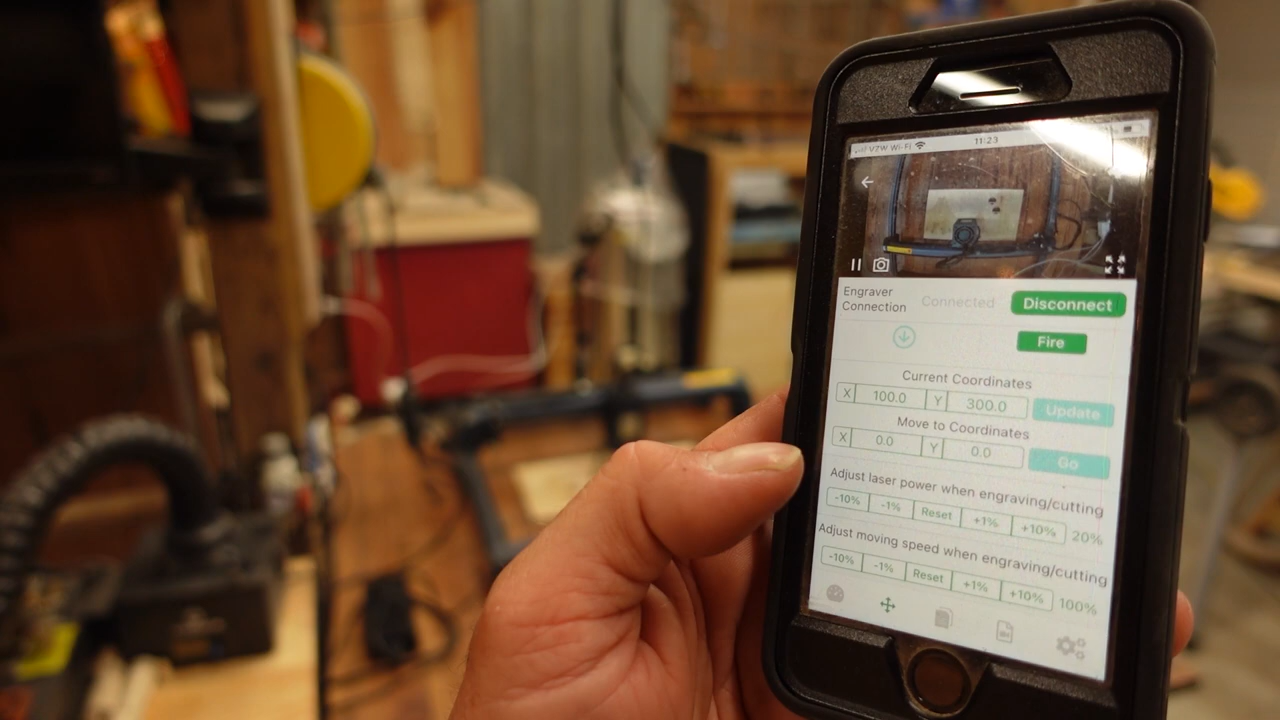 VZW Wi-Fi 11:23
Engraver
Connection Connected Disconnect
Fire
Current Coordinates
X 100.0 Y 300.0 Update
Move to Coordinates
X 0.0 Y 0.0 Go
Adjust laser power when engraving/cutting
-10% -1% Reset +1% +10% 20%
Adjust moving speed when engraving/cutting
-10% -1% Reset +1% +10% 100%